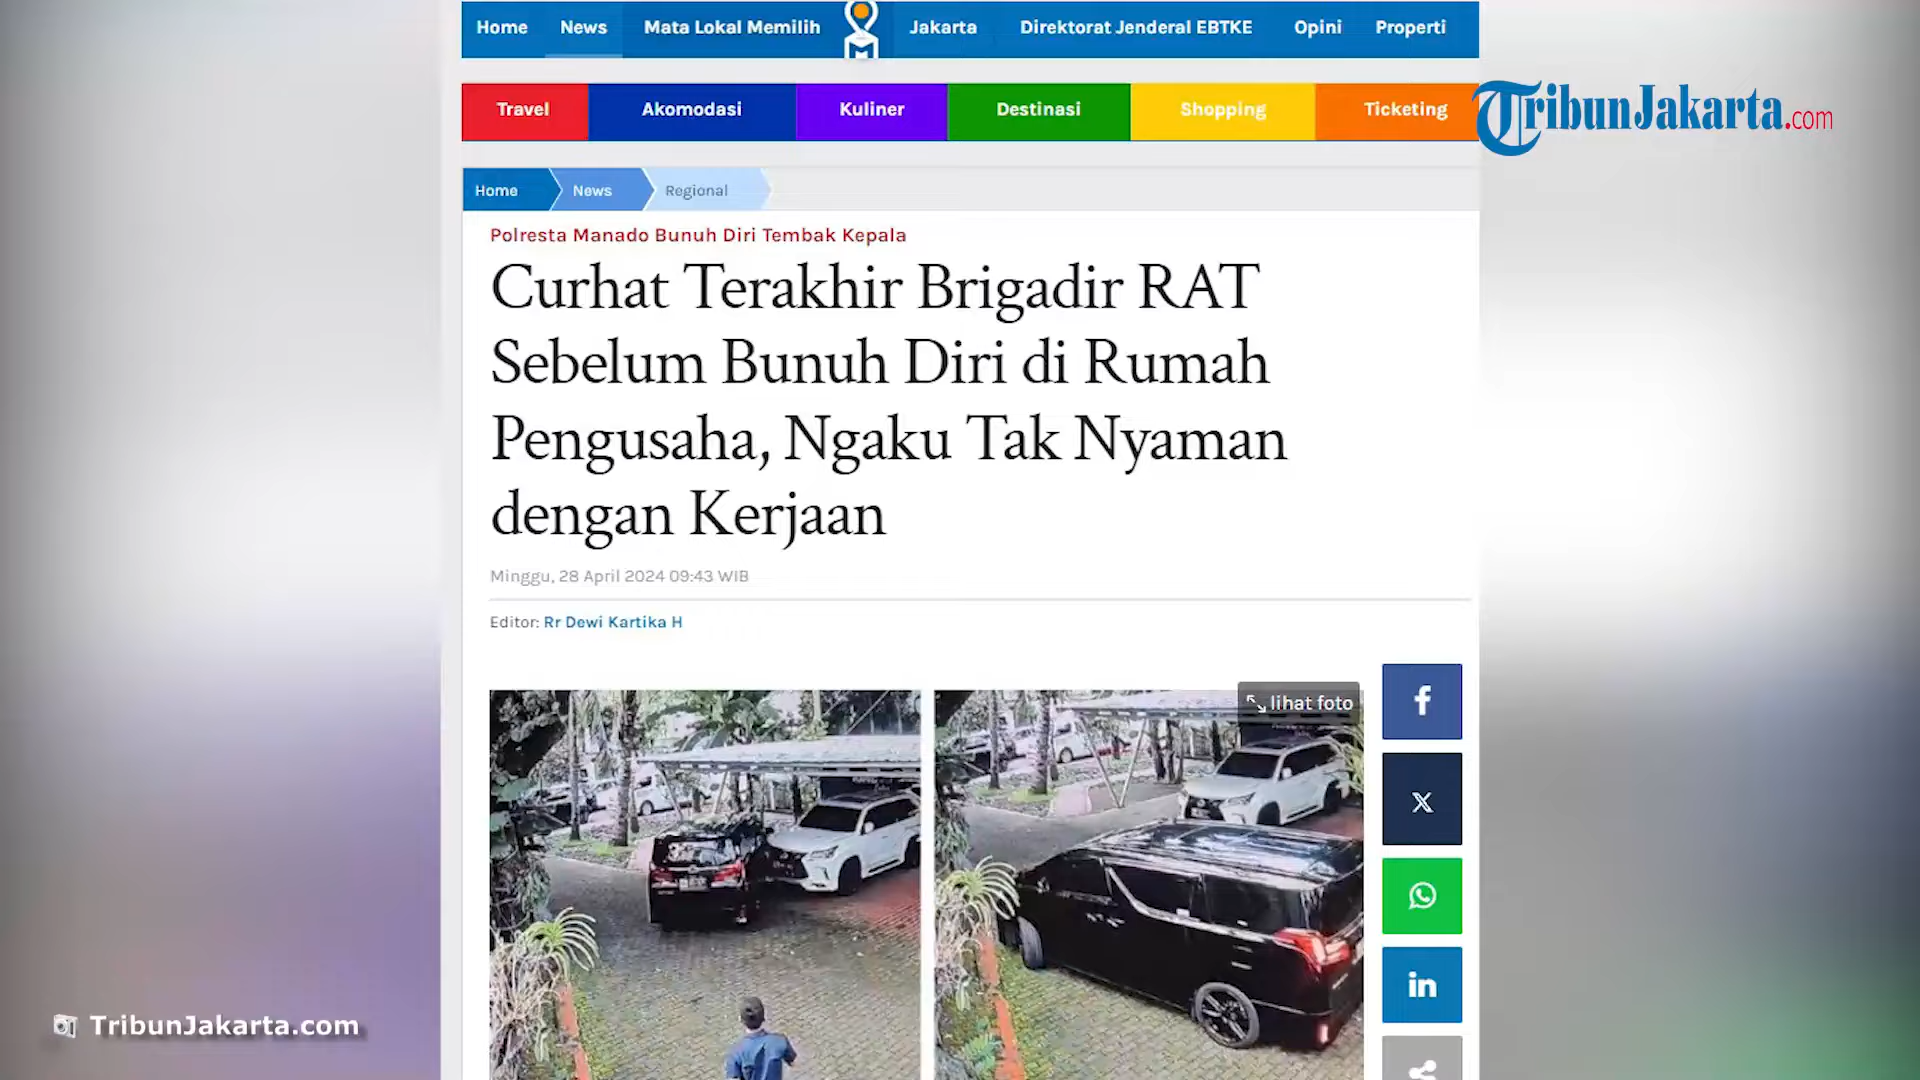 Home News Mata Lokal Memilih Jakarta Direktorat Jenderal EBTKE Opini Properti
Travel Akomodasi Kuliner Destinasi Shopping Ticketing
TribunJakarta.com
Home News Regional
Polresta Manado Bunuh Diri Tembak Kepala
Curhat Terakhir Brigadir RAT
Sebelum Bunuh Diri di Rumah
Pengusaha, Ngaku Tak Nyaman
dengan Kerjaan
Minggu, 28 April 2024 09:43 WIB
Editor: Rr Dewi Kartika H
lihat foto
TribunJakarta.com